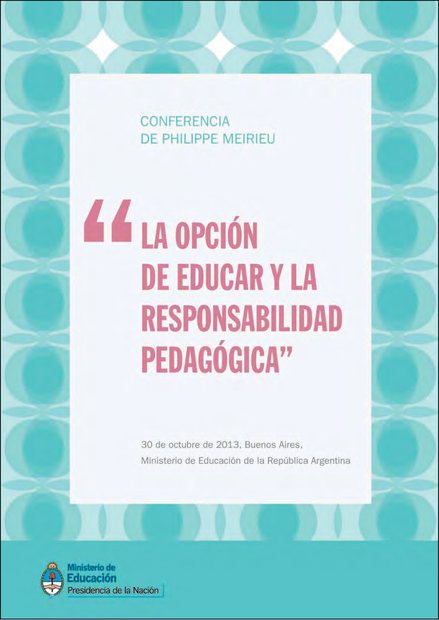 CONFERENCIA
DE PHILIPPE MEIRIEU
“LA OPCIÓN
DE EDUCAR Y LA
RESPONSABILIDAD
PEDAGÓGICA”
30 de octubre de 2013, Buenos Aires,
Ministerio de Educación de la República Argentina
Ministerio de
Educación
Presidencia de la Nación